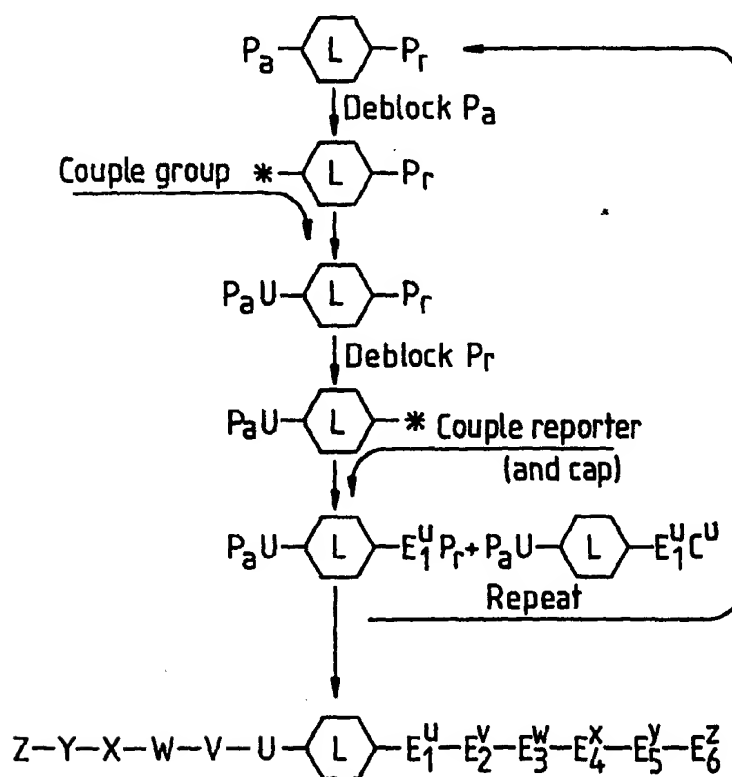 Pa L Pr
Deblock Pa
Couple group * L Pr
PaU L Pr
Deblock Pr
PaU L * Couple reporter
(and cap)
PaU L E₁ᵘPr + PaU L E₁ᵘCᵘ
Repeat
Z–Y–X–W–V–U– L –E₁ᵘ–E₂ᵛ–E₃ʷ–E₄ˣ–E₅ʸ–E₆ᶻ